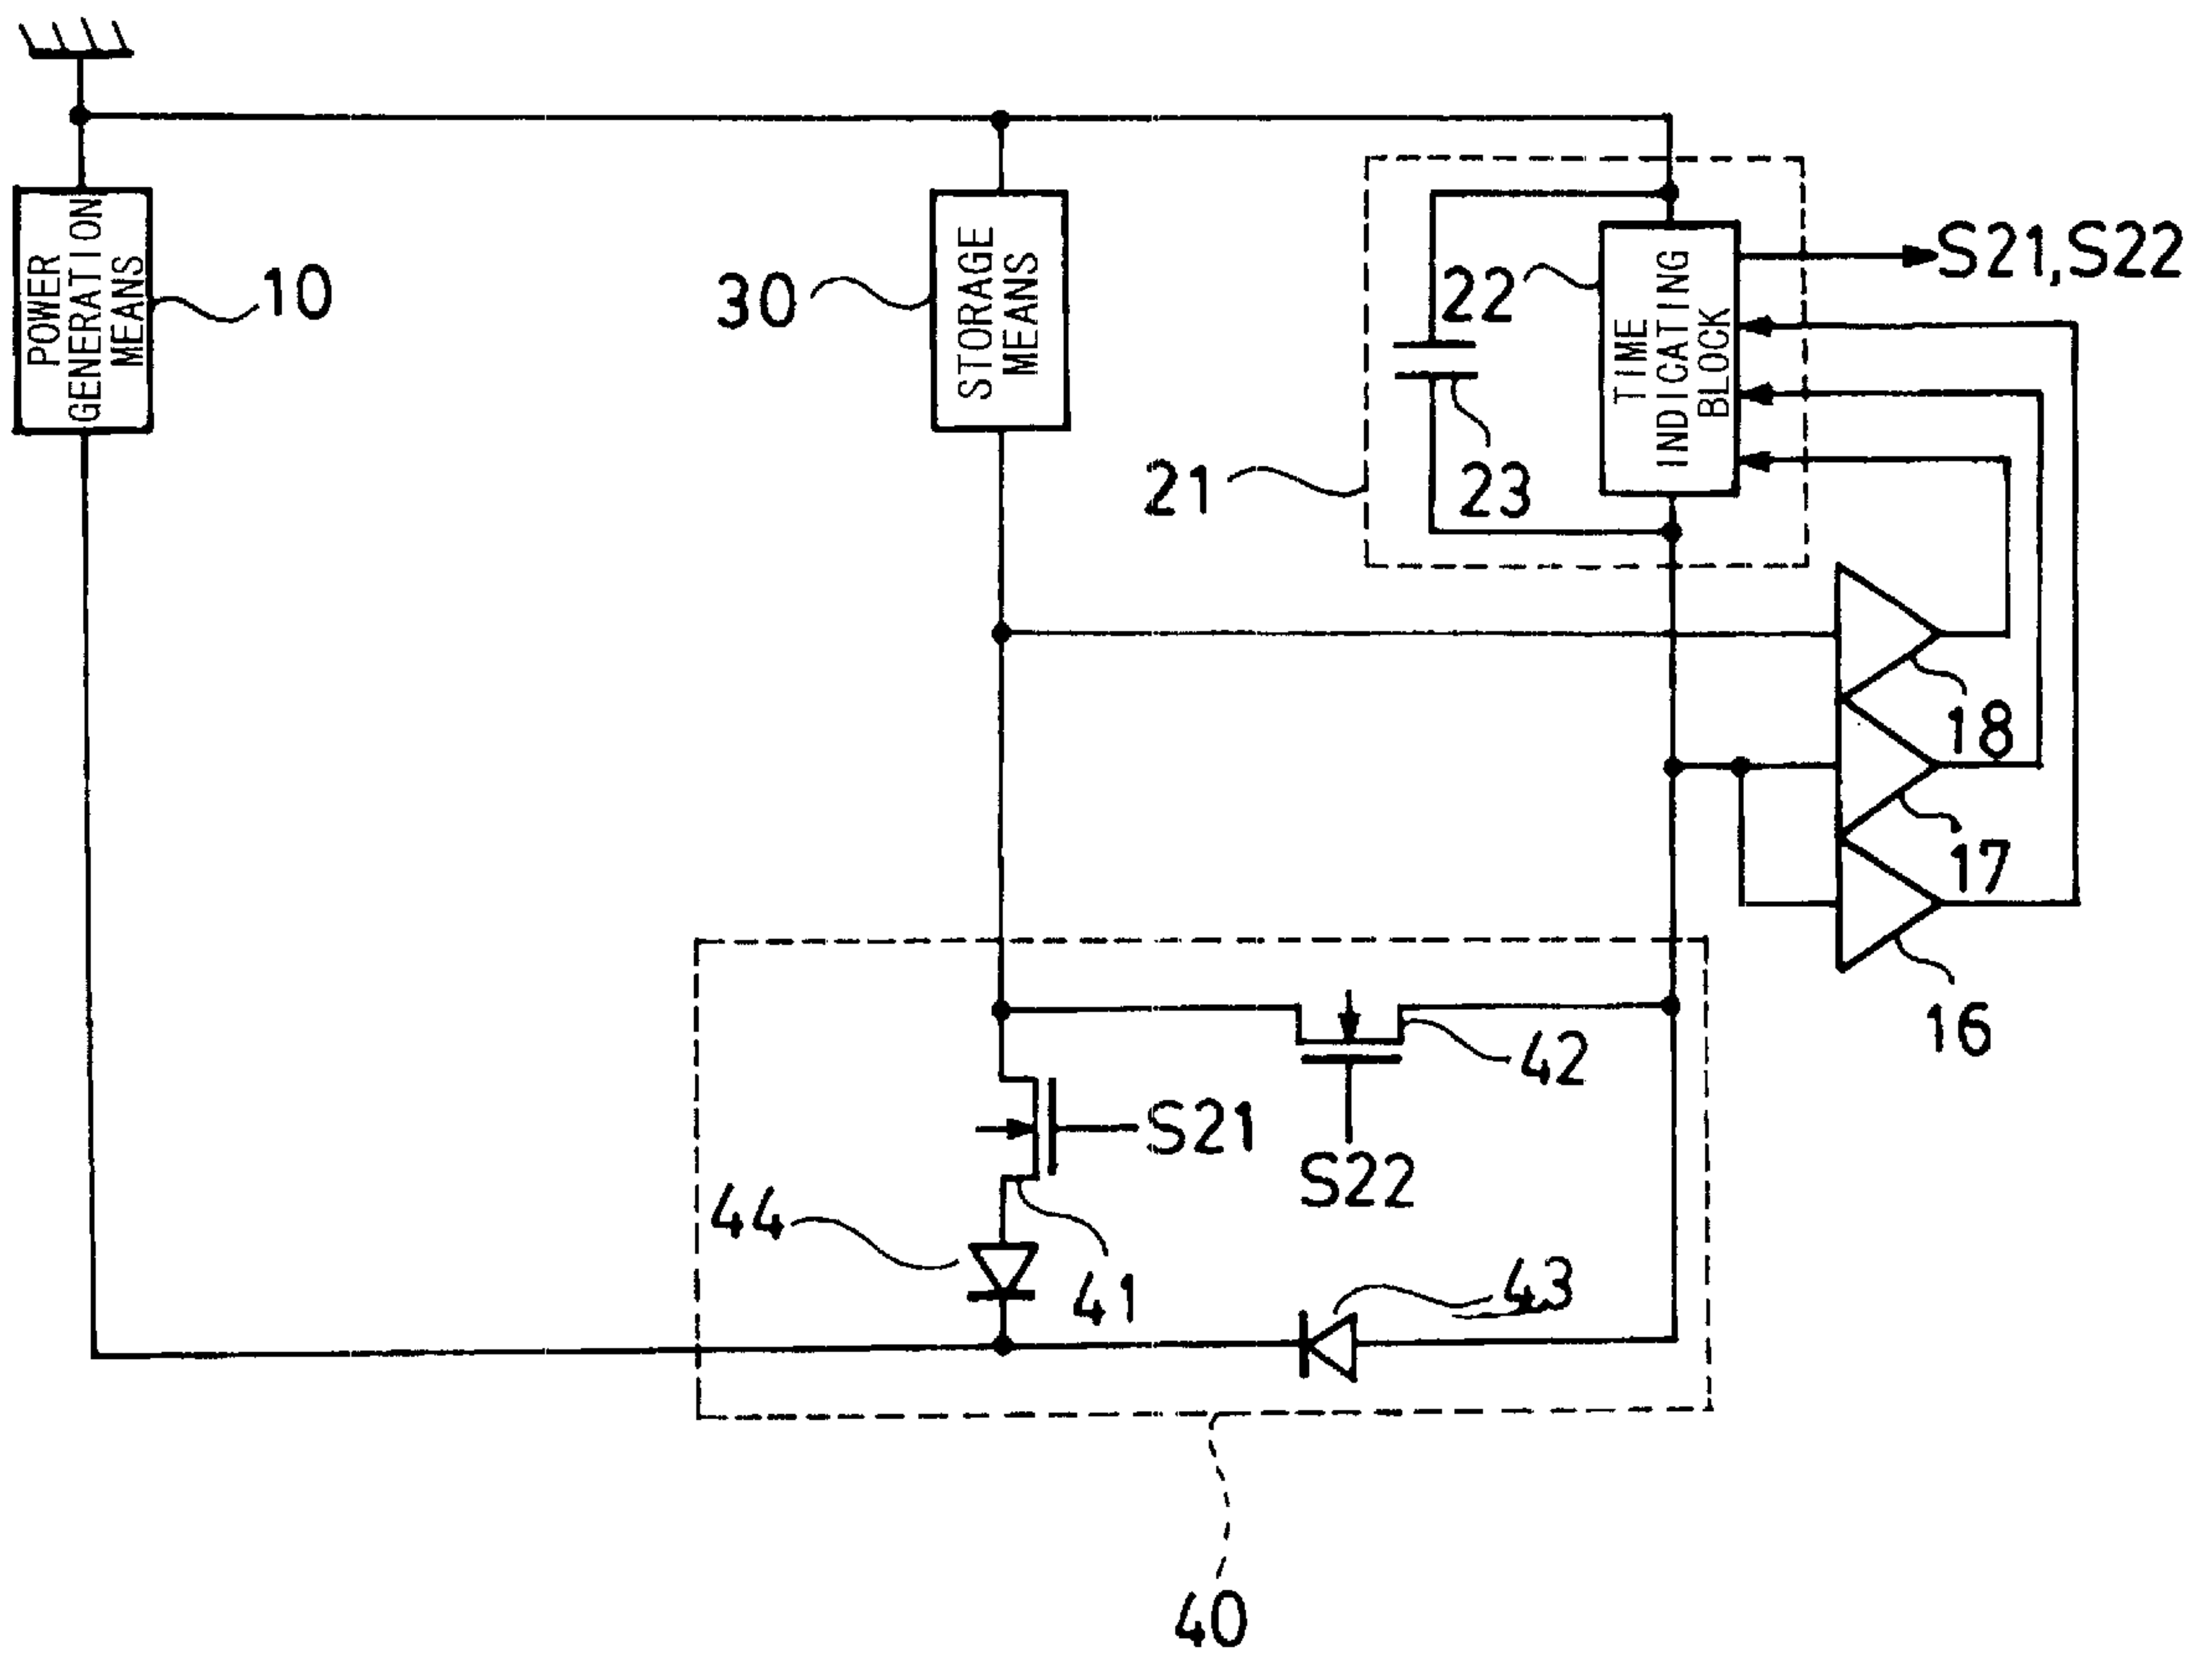 POWER
GENERATION
MEANS
10
30
STORAGE
MEANS
22
TIME
INDICATING
BLOCK
S21,S22
21
23
18
17
16
42
S21
S22
44
41
43
40